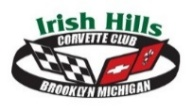 Irish Hills
CORVETTE CLUB
BROOKLYN MICHIGAN